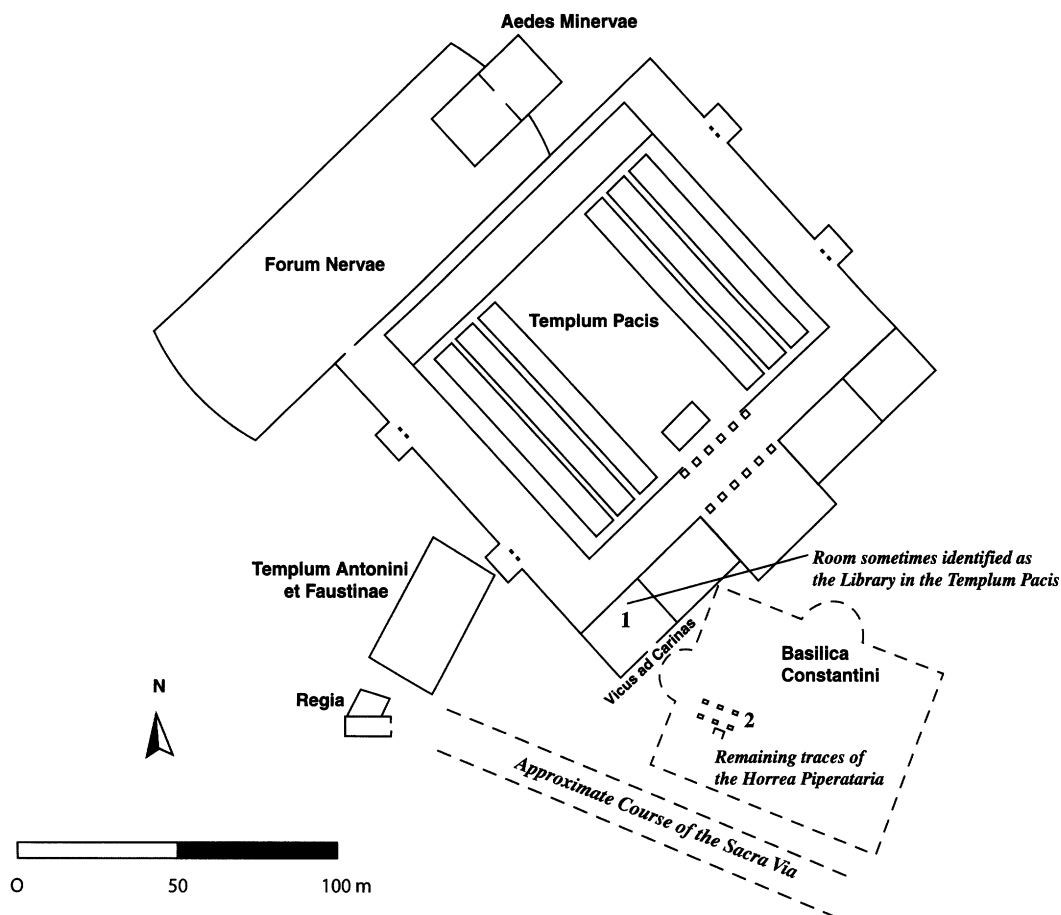 Aedes Minervae
Forum Nervae
Templum Pacis
Room sometimes identified as
the Library in the Templum Pacis
Templum Antonini
et Faustinae
1
Vicus ad Carinas
Basilica
Constantini
Regia
N
2
Remaining traces of
the Horrea Piperataria
Approximate Course of the Sacra Via
O 50 100 m